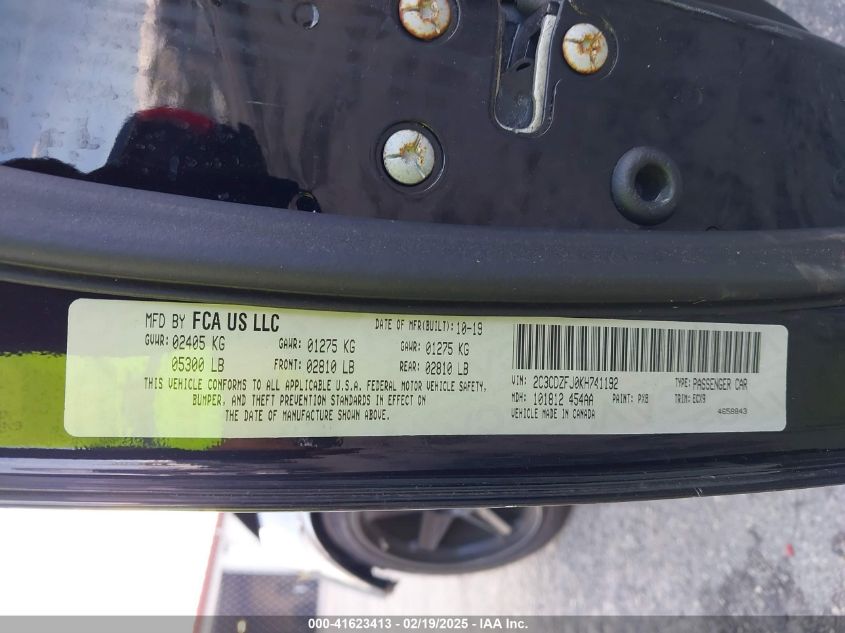 MFD BY FCA US LLC
DATE OF MFR(BUILT): 10-19
GVWR: 02405 KG GAWR: 01275 KG GAWR: 01275 KG
05300 LB FRONT: 02810 LB REAR: 02810 LB
THIS VEHICLE CONFORMS TO ALL APPLICABLE U.S.A. FEDERAL MOTOR VEHICLE SAFETY,
BUMPER, AND THEFT PREVENTION STANDARDS IN EFFECT ON
THE DATE OF MANUFACTURE SHOWN ABOVE.
VIN: 2C3CDZFJ0KH741192 TYPE: PASSENGER CAR
MDH: 101812 454AA PAINT: PX8 TRIM: ECX9
VEHICLE MADE IN CANADA 4658843
000-41623413 - 02/19/2025 - IAA Inc.